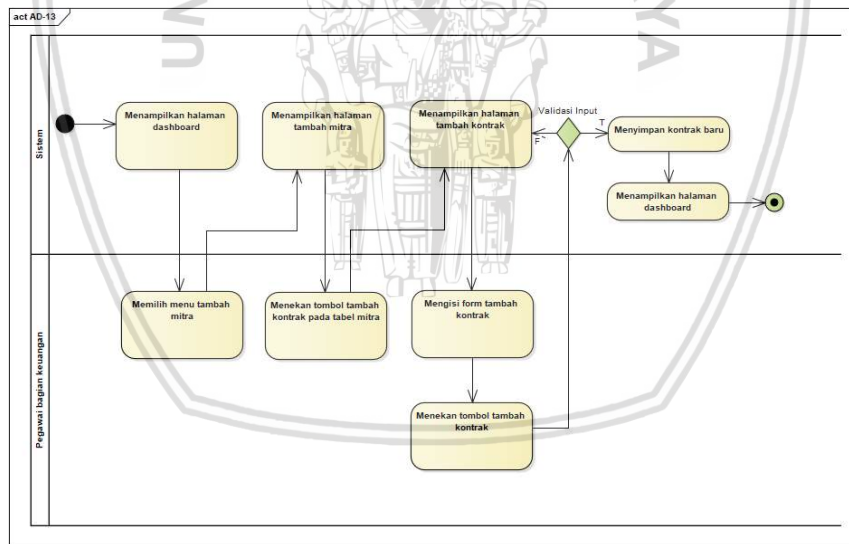 act AD-13
AYA
UN
Sistem
Menampilkan halaman
dashboard
Menampilkan halaman
tambah mitra
Menampilkan halaman
tambah kontrak
Validasi Input
F
T
Menyimpan kontrak baru
Menampilkan halaman
dashboard
Pegawai bagian keuangan
Memilih menu tambah
mitra
Menekan tombol tambah
kontrak pada tabel mitra
Mengisi form tambah
kontrak
Menekan tombol tambah
kontrak